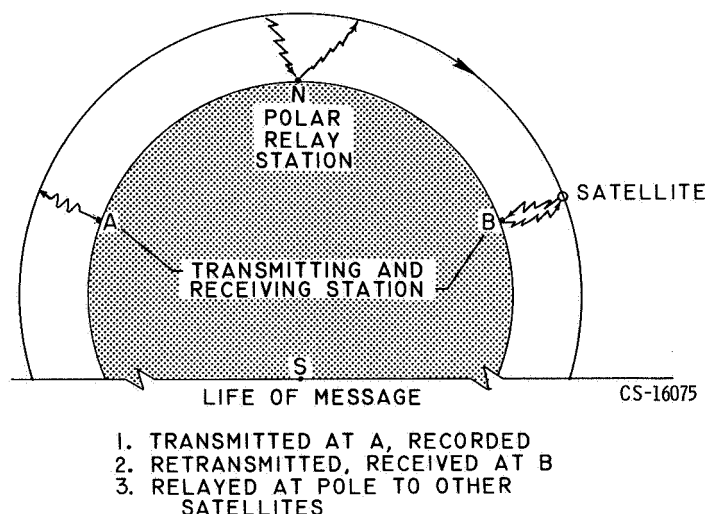 N
POLAR
RELAY
STATION
SATELLITE
A
B
TRANSMITTING AND
RECEIVING STATION
S
LIFE OF MESSAGE
CS-16075
1. TRANSMITTED AT A, RECORDED
2. RETRANSMITTED, RECEIVED AT B
3. RELAYED AT POLE TO OTHER
SATELLITES